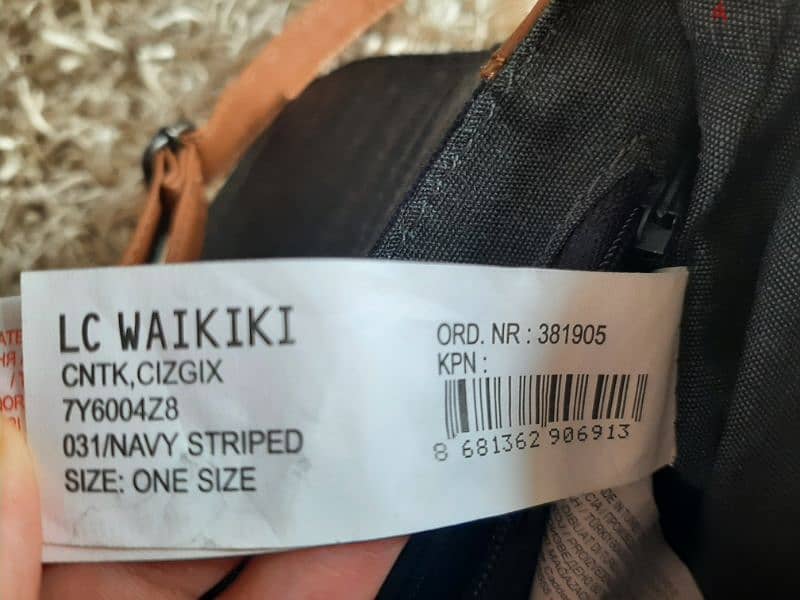 LC WAIKIKI
CNTK,CIZGIX
7Y6004Z8
031/NAVY STRIPED
SIZE: ONE SIZE
ORD. NR : 381905
KPN :
8 681362 906913